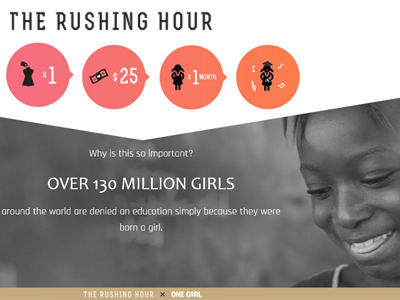 THE RUSHING HOUR
x 1
$ 25
x 1 MONTH
Why is this so important?
OVER 130 MILLION GIRLS
around the world are denied an education simply because they were
born a girl.
THE RUSHING HOUR X ONE GIRL